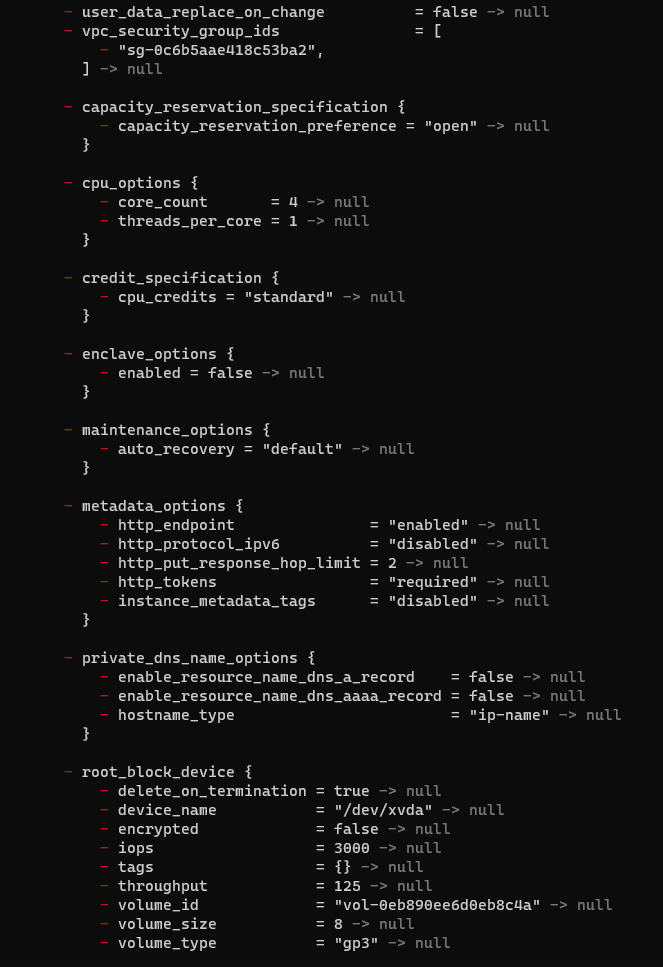 - user_data_replace_on_change          = false -> null
- vpc_security_group_ids               = [
    - "sg-0c6b5aae418c53ba2",
  ] -> null
- capacity_reservation_specification {
    - capacity_reservation_preference = "open" -> null
  }
- cpu_options {
    - core_count       = 4 -> null
    - threads_per_core = 1 -> null
  }
- credit_specification {
    - cpu_credits = "standard" -> null
  }
- enclave_options {
    - enabled = false -> null
  }
- maintenance_options {
    - auto_recovery = "default" -> null
  }
- metadata_options {
    - http_endpoint               = "enabled" -> null
    - http_protocol_ipv6          = "disabled" -> null
    - http_put_response_hop_limit = 2 -> null
    - http_tokens                 = "required" -> null
    - instance_metadata_tags      = "disabled" -> null
  }
- private_dns_name_options {
    - enable_resource_name_dns_a_record    = false -> null
    - enable_resource_name_dns_aaaa_record = false -> null
    - hostname_type                        = "ip-name" -> null
  }
- root_block_device {
    - delete_on_termination = true -> null
    - device_name           = "/dev/xvda" -> null
    - encrypted             = false -> null
    - iops                  = 3000 -> null
    - tags                  = {} -> null
    - throughput            = 125 -> null
    - volume_id             = "vol-0eb890ee6d0eb8c4a" -> null
    - volume_size           = 8 -> null
    - volume_type           = "gp3" -> null